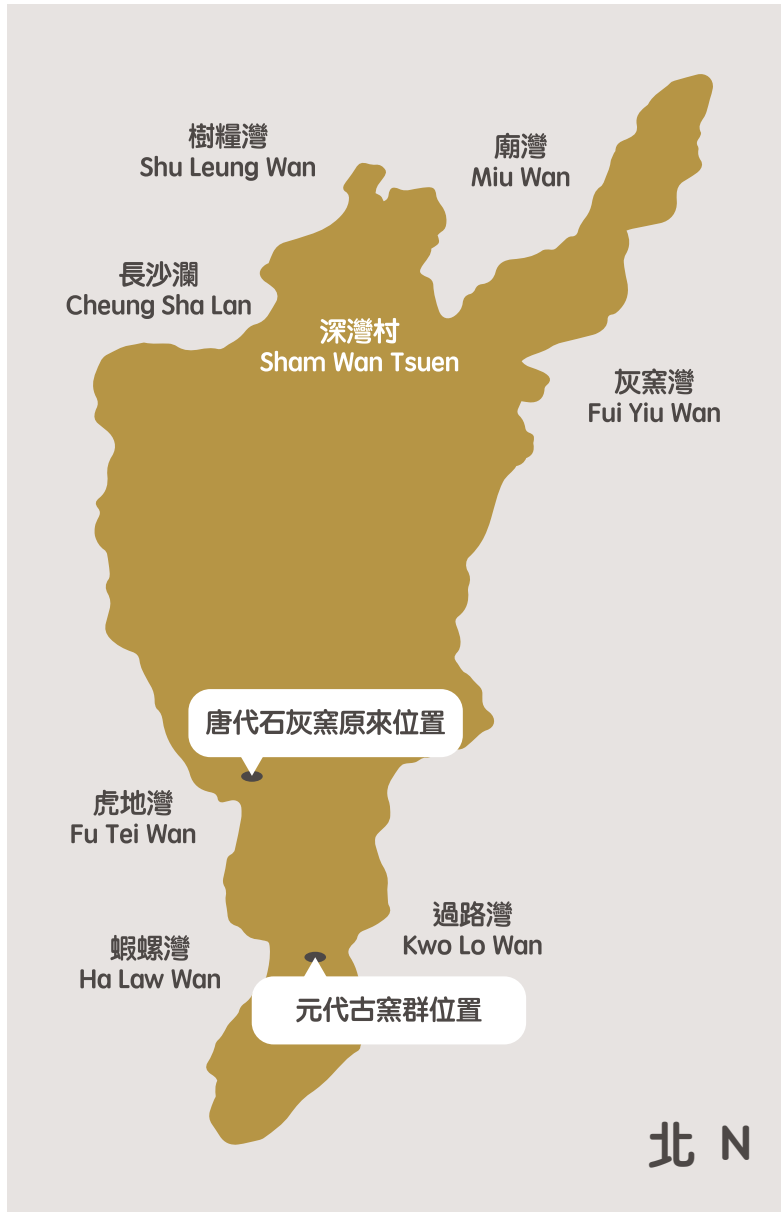 樹糧灣
Shu Leung Wan
廟灣
Miu Wan
長沙瀾
Cheung Sha Lan
深灣村
Sham Wan Tsuen
灰窯灣
Fui Yiu Wan
唐代石灰窯原來位置
虎地灣
Fu Tei Wan
過路灣
Kwo Lo Wan
蝦螺灣
Ha Law Wan
元代古窯群位置
北 N